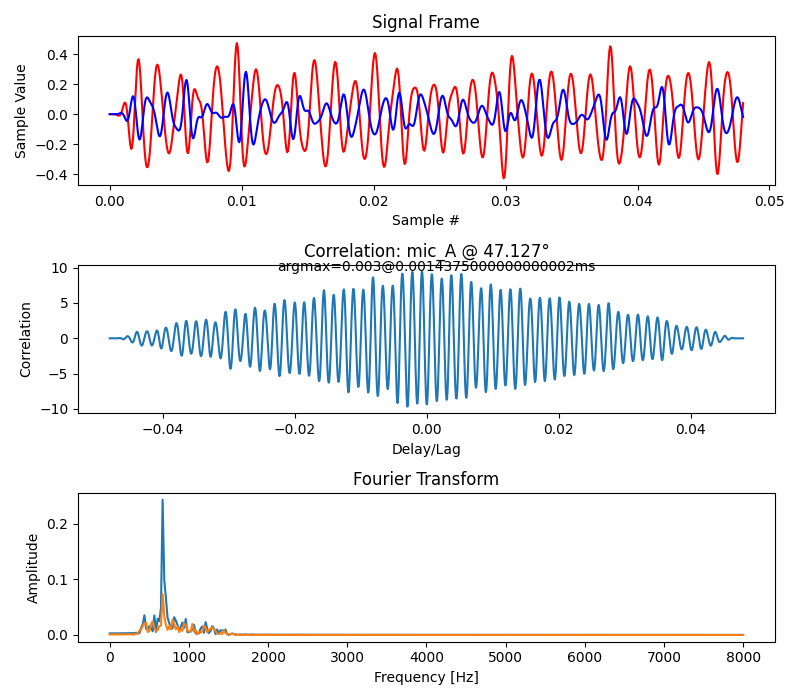 Signal Frame
0.4
0.2
0.0
−0.2
−0.4
Sample Value
0.00 0.01 0.02 0.03 0.04 0.05
Sample #
Correlation: mic_A @ 47.127°
argmax=0.003@0.0014375000000000002ms
10
5
0
−5
−10
Correlation
−0.04 −0.02 0.00 0.02 0.04
Delay/Lag
Fourier Transform
0.2
0.1
0.0
Amplitude
0 1000 2000 3000 4000 5000 6000 7000 8000
Frequency [Hz]